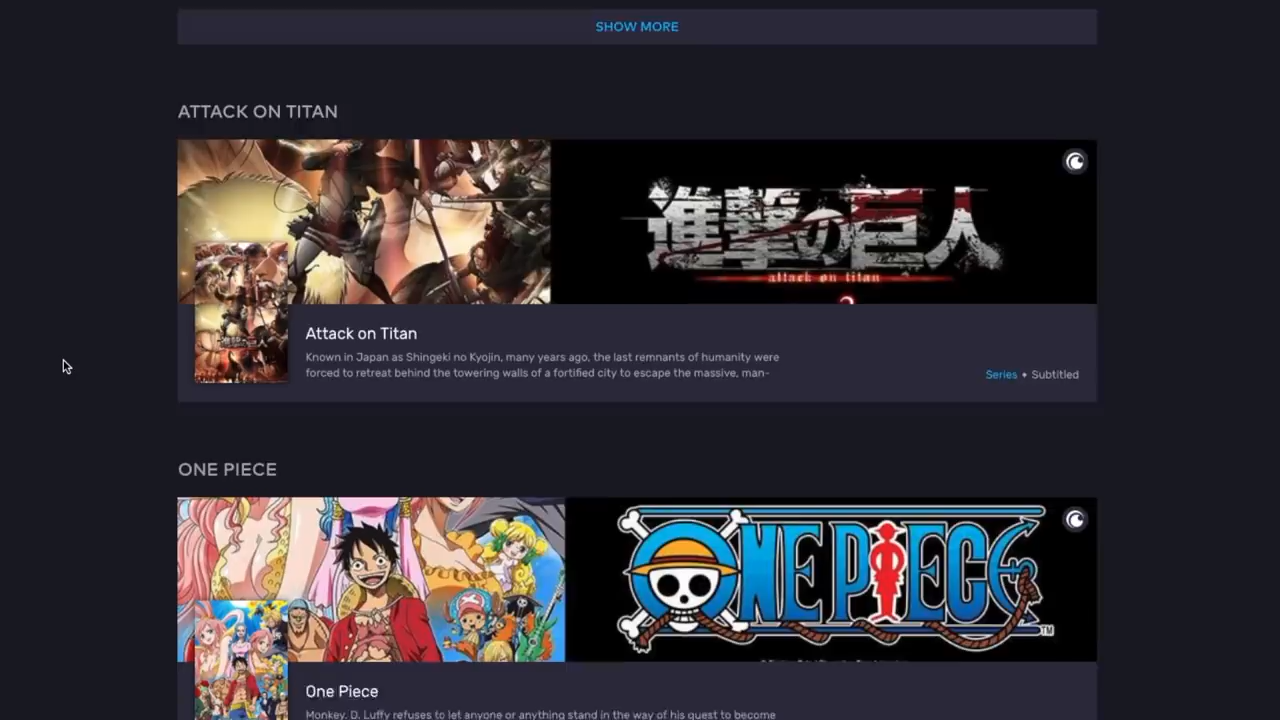 SHOW MORE
ATTACK ON TITAN
進撃の巨人
attack on titan
Attack on Titan
Known in Japan as Shingeki no Kyojin, many years ago, the last remnants of humanity were
forced to retreat behind the towering walls of a fortified city to escape the massive, man-
Series • Subtitled
ONE PIECE
ONE PIECE
TM
One Piece
Monkey. D. Luffy refuses to let anyone or anything stand in the way of his quest to become